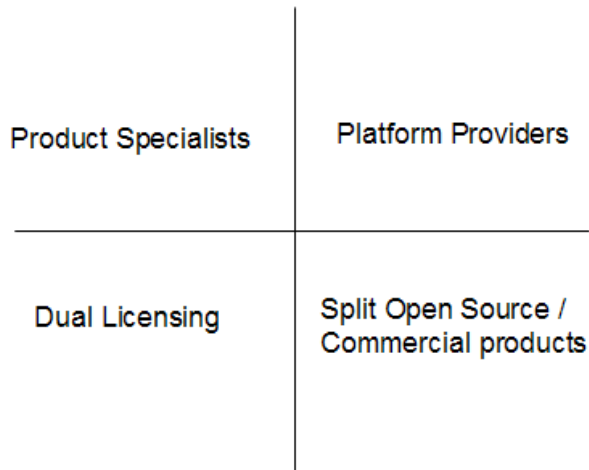 Product Specialists
Platform Providers
Dual Licensing
Split Open Source /
Commercial products